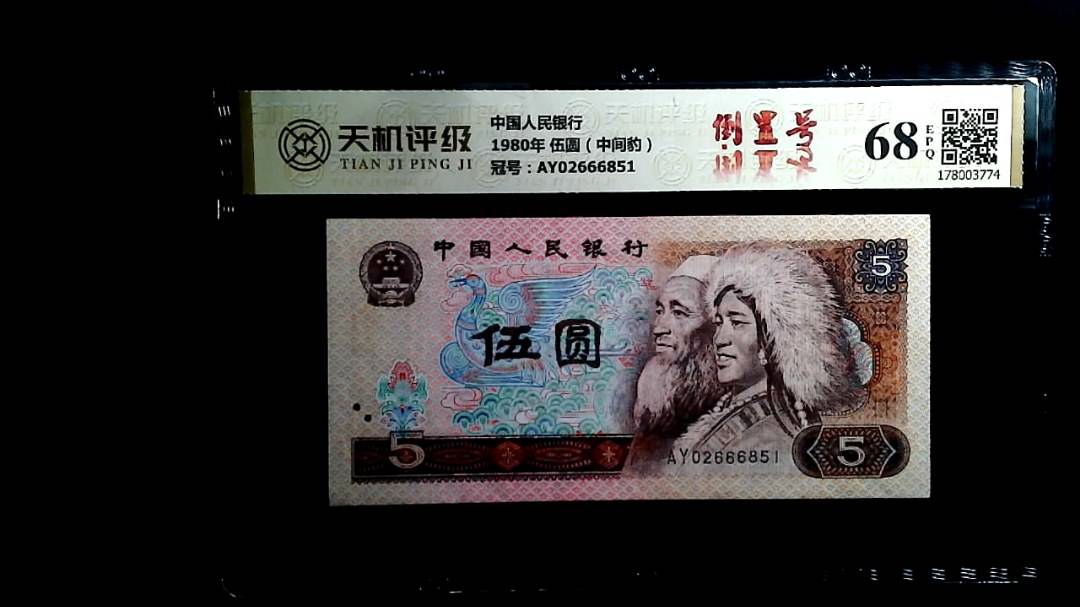 天机评级
TIAN JI PING JI
中国人民银行
1980年 伍圆（中间豹）
冠号：AY02666851
倒置号
68
EPQ
178003774
中国人民银行
5
伍圆
5
AY02666851
5